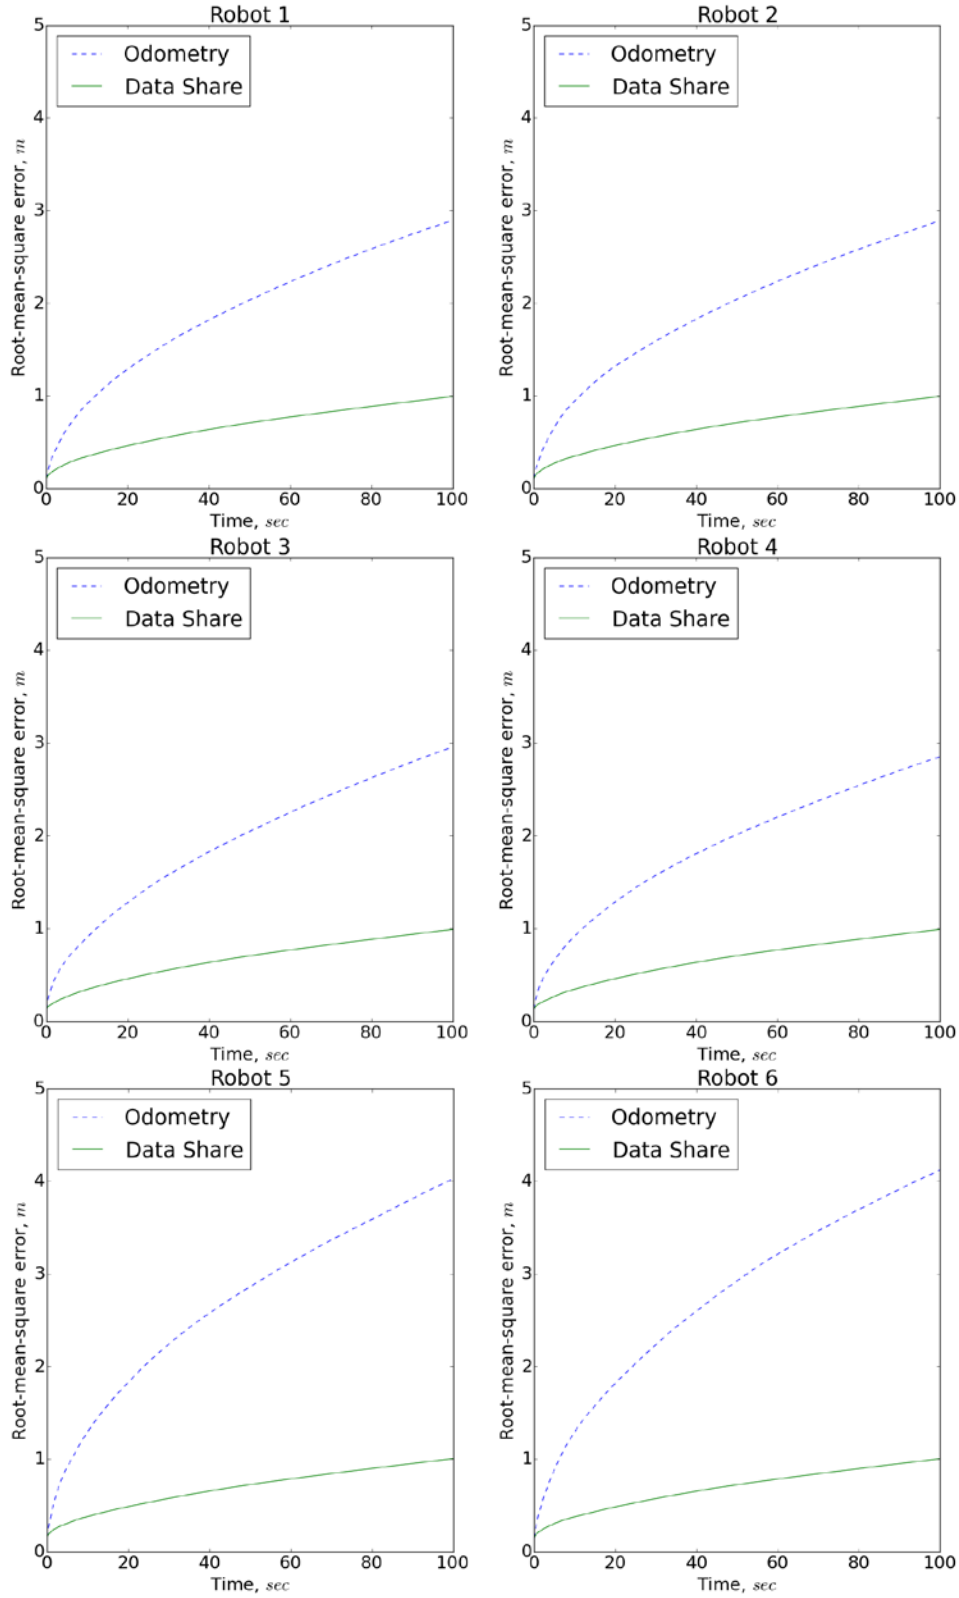 Robot 1
5
4
3
2
1
0
Root-mean-square error, m
Odometry
Data Share
0 20 40 60 80 100
Time, sec
Robot 2
5
4
3
2
1
0
Root-mean-square error, m
Odometry
Data Share
0 20 40 60 80 100
Time, sec
Robot 3
5
4
3
2
1
0
Root-mean-square error, m
Odometry
Data Share
0 20 40 60 80 100
Time, sec
Robot 4
5
4
3
2
1
0
Root-mean-square error, m
Odometry
Data Share
0 20 40 60 80 100
Time, sec
Robot 5
5
4
3
2
1
0
Root-mean-square error, m
Odometry
Data Share
0 20 40 60 80 100
Time, sec
Robot 6
5
4
3
2
1
0
Root-mean-square error, m
Odometry
Data Share
0 20 40 60 80 100
Time, sec